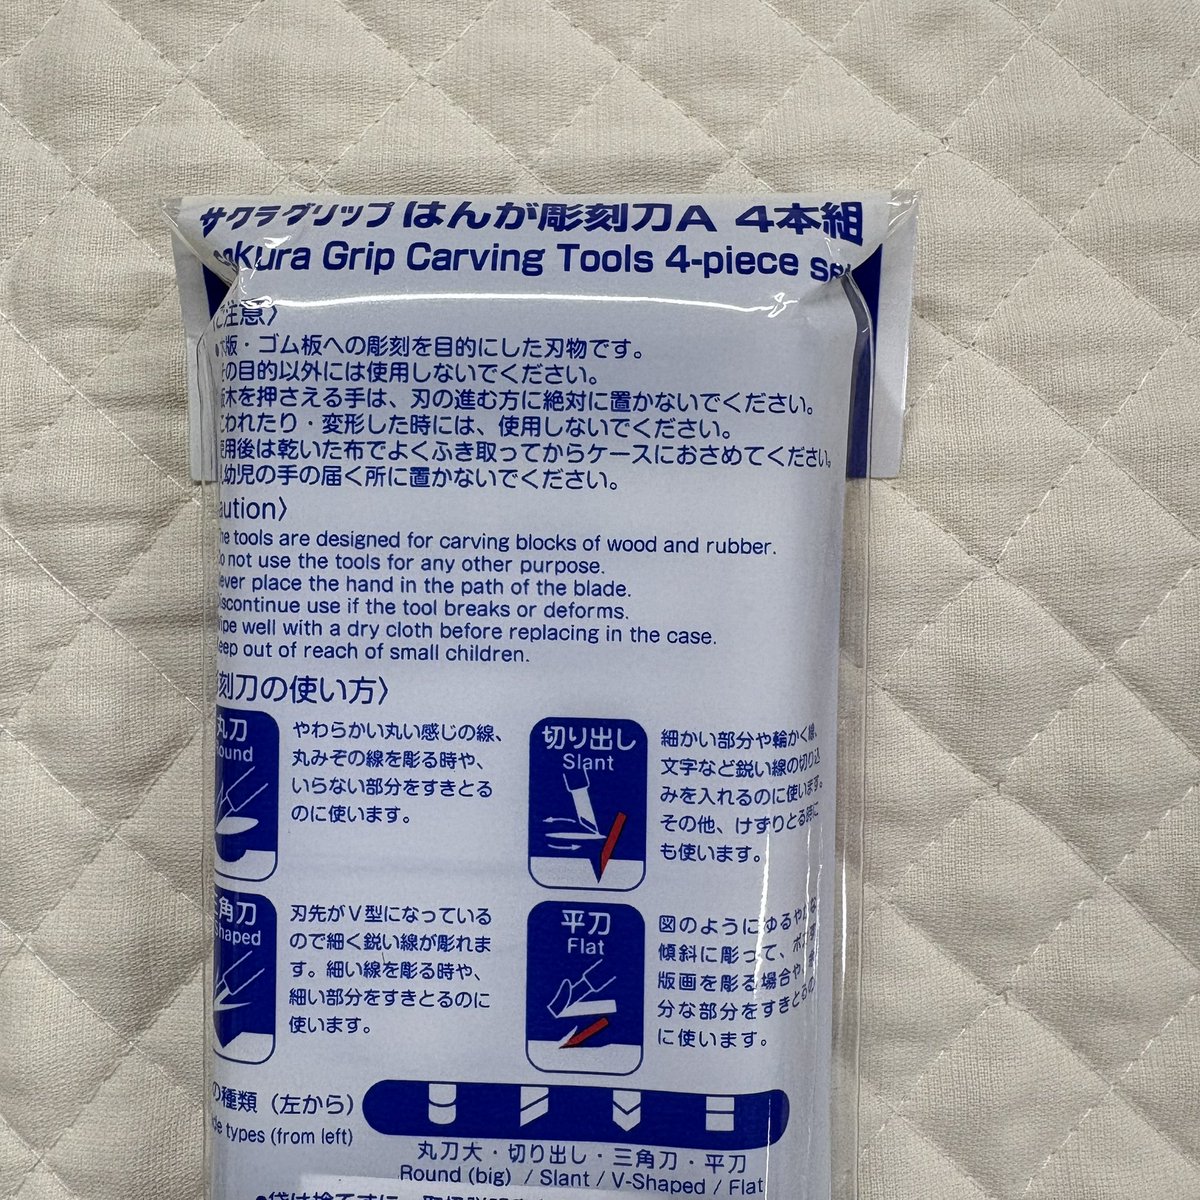 サクラグリップ はんが彫刻刀A 4本組
Sakura Grip Carving Tools 4-piece set
注意〉
版・ゴム板への彫刻を目的にした刃物です。
の目的以外には使用しないでください。
木を押さえる手は、刃の進む方に絶対に置かないでください。
われたり・変形した時には、使用しないでください。
用後は乾いた布でよくふき取ってからケースにおさめてください。
幼児の手の届く所に置かないでください。
aution〉
he tools are designed for carving blocks of wood and rubber.
o not use the tools for any other purpose.
ever place the hand in the path of the blade.
iscontinue use if the tool breaks or deforms.
ipe well with a dry cloth before replacing in the case.
eep out of reach of small children.
刻刀の使い方〉
丸刀
ound
やわらかい丸い感じの線、
丸みぞの線を彫る時や、
いらない部分をすきとる
のに使います。
切り出し
Slant
細かい部分や輪かく線、
文字など鋭い線の切り込
みを入れるのに使います。
その他、けずりとる時に
も使います。
三角刀
Shaped
刃先がV型になっている
ので細く鋭い線が彫れま
す。細い線を彫る時や、
細い部分をすきとるのに
使います。
平刀
Flat
図のようにゆるやかな
傾斜に彫って、
版画を彫る場合や、
分な部分をすきとるの
に使います。
の種類（左から）
de types (from left)
丸刀大・切り出し・三角刀・平刀
Round (big) / Slant / V-Shaped / Flat